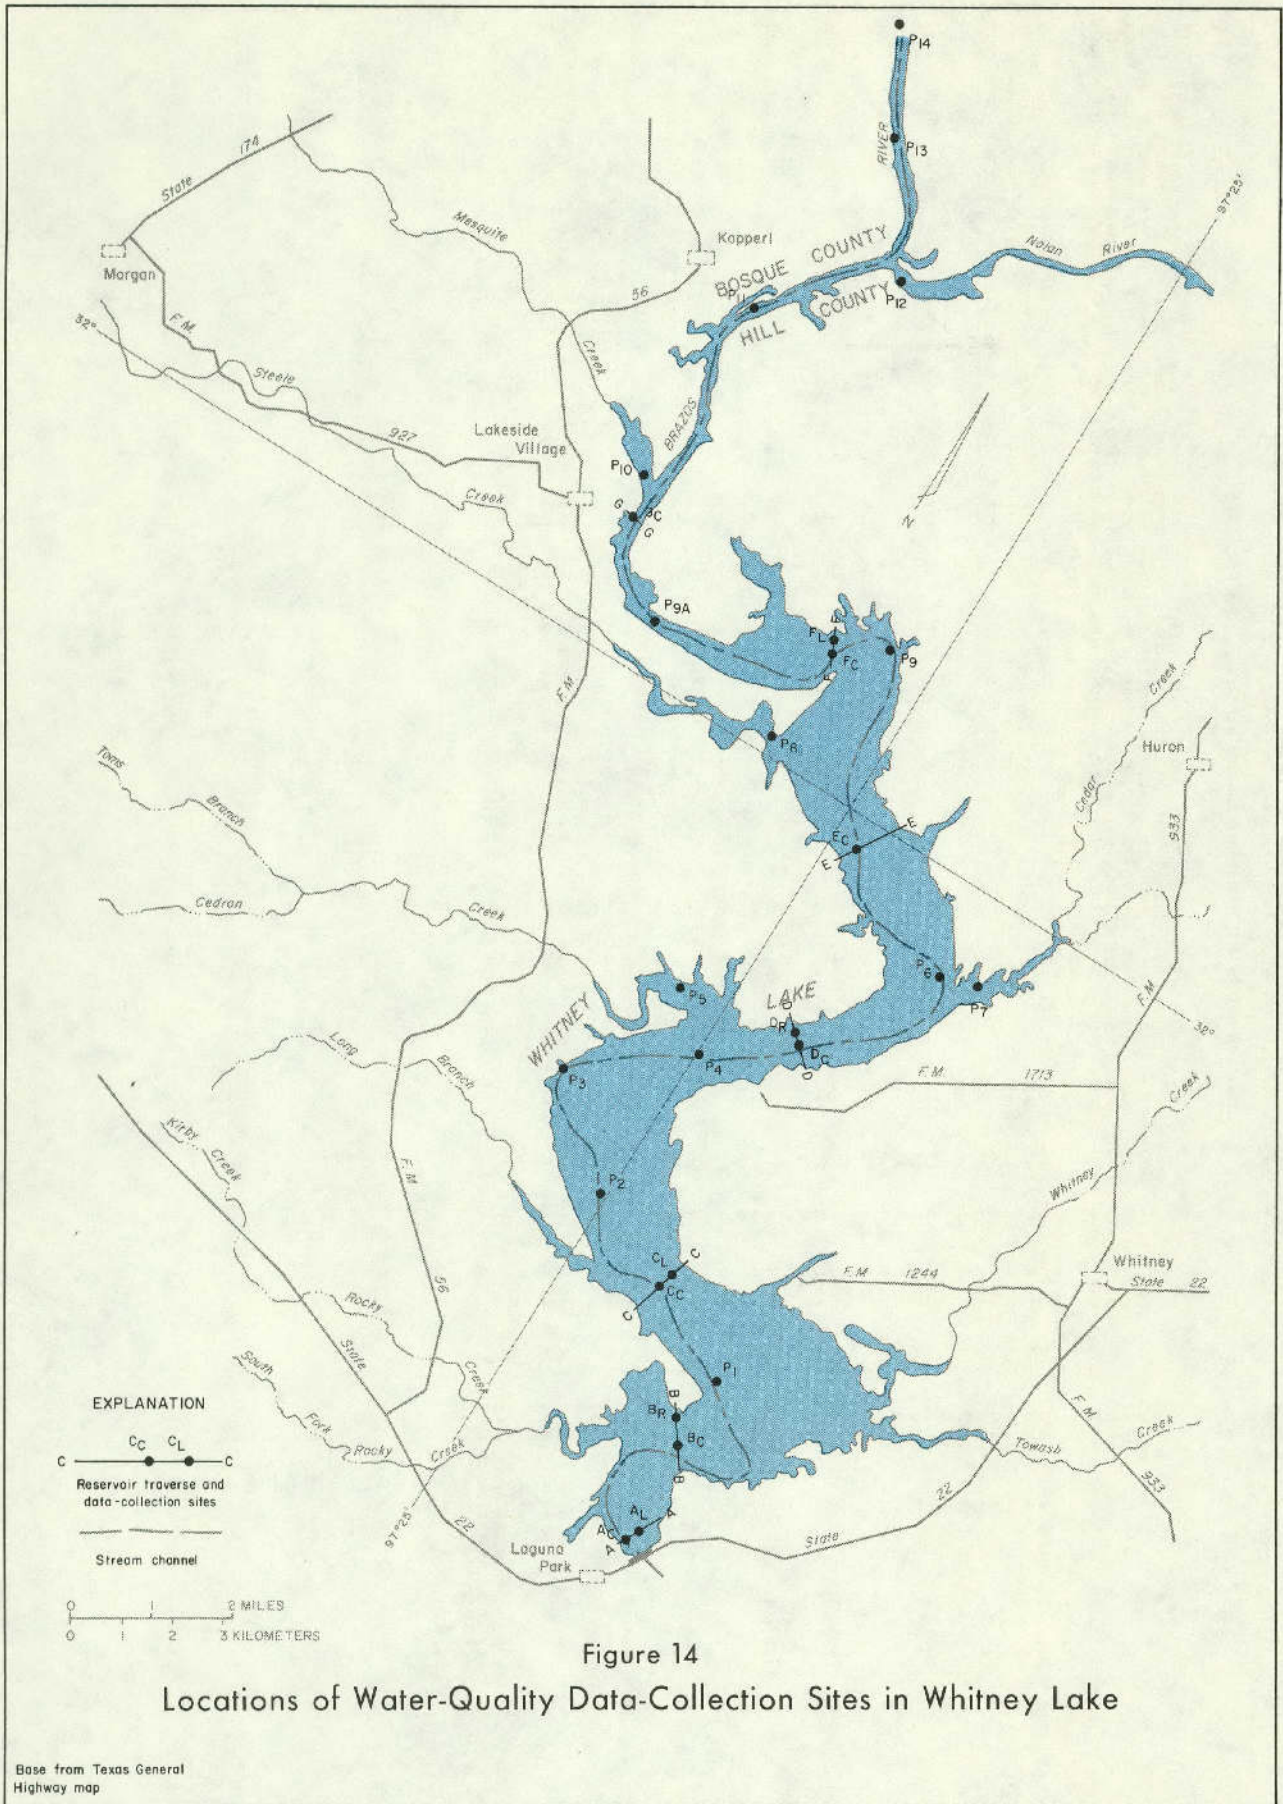 P14
RIVER
P13
State 174
97°25'
Mesquite
Kopperl
Nolan River
Morgan
BOSQUE COUNTY
56
P11
P12
HILL COUNTY
32°
F.M.
Creek
Steele
BRAZOS
927
Lakeside
Village
P10
Creek
G
G
N
P9A
FL
F
FC
P9
F
Creek
F.M
P8
Huron
Toms
Branch
Cedar
933
EC
E
E
Cedron
Creek
P6
P7
F.M
P5
LAKE
32°
WHITNEY
DR
D
DC
D
Long
Branch
P4
P3
F.M. 1713
Creek
Kirby
Creek
F.M
P2
Whitney
CL
C
CC
C
F.M 1244
Whitney
State 22
56
Rocky
State
South
Creek
P1
EXPLANATION
B
BR
F.M
Fork
Rocky
Creek
BC
B
Towash
Creek
CC CL
C C
Reservoir traverse and
data-collection sites
933
22
AL
A
AC
A
97°25'
22
State
Stream channel
Laguna
Park
0 1 2 MILES
0 1 2 3 KILOMETERS
Figure 14
Locations of Water-Quality Data-Collection Sites in Whitney Lake
Base from Texas General
Highway map